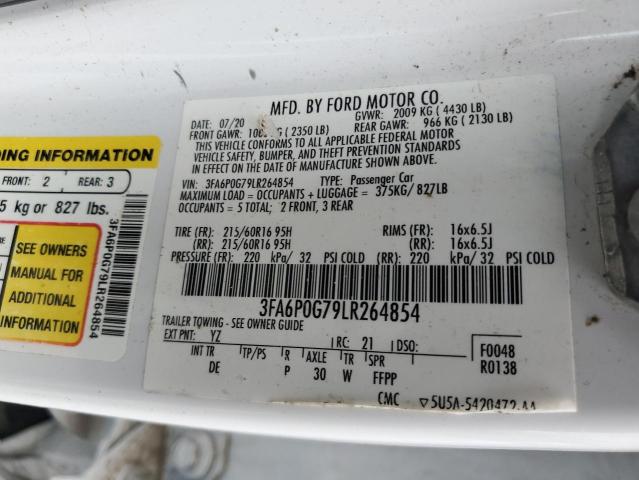 MFD. BY FORD MOTOR CO.
DATE: 07/20 GVWR: 2009 KG (4430 LB)
FRONT GAWR: KG (2350 LB) REAR GAWR: 966 KG (2130 LB)
THIS VEHICLE CONFORMS TO ALL APPLICABLE FEDERAL MOTOR
VEHICLE SAFETY, BUMPER, AND THEFT PREVENTION STANDARDS
IN EFFECT ON THE DATE OF MANUFACTURE SHOWN ABOVE.
VIN: 3FA6P0G79LR264854 TYPE: Passenger Car
MAXIMUM LOAD = OCCUPANTS + LUGGAGE = 375KG/ 827LB
OCCUPANTS = 5 TOTAL; 2 FRONT, 3 REAR
TIRE (FR): 215/60R16 95H RIMS (FR): 16x6.5J
(RR): 215/60R16 95H (RR): 16x6.5J
PRESSURE (FR): 220 kPa/ 32 PSI COLD (RR): 220 kPa/ 32 PSI COLD
3FA6P0G79LR264854
TRAILER TOWING - SEE OWNER GUIDE
EXT PNT: YZ RC: 21 DSO:
INT TR TP/PS R AXLE TR SPR
DE P 30 W FFPP
F0048
R0138
CMC ▽5U5A-5420472-AA
INFORMATION
FRONT: 2 REAR: 3
5 kg or 827 lbs.
SEE OWNERS
MANUAL FOR
ADDITIONAL
INFORMATION
3FA6P0G79LR264854